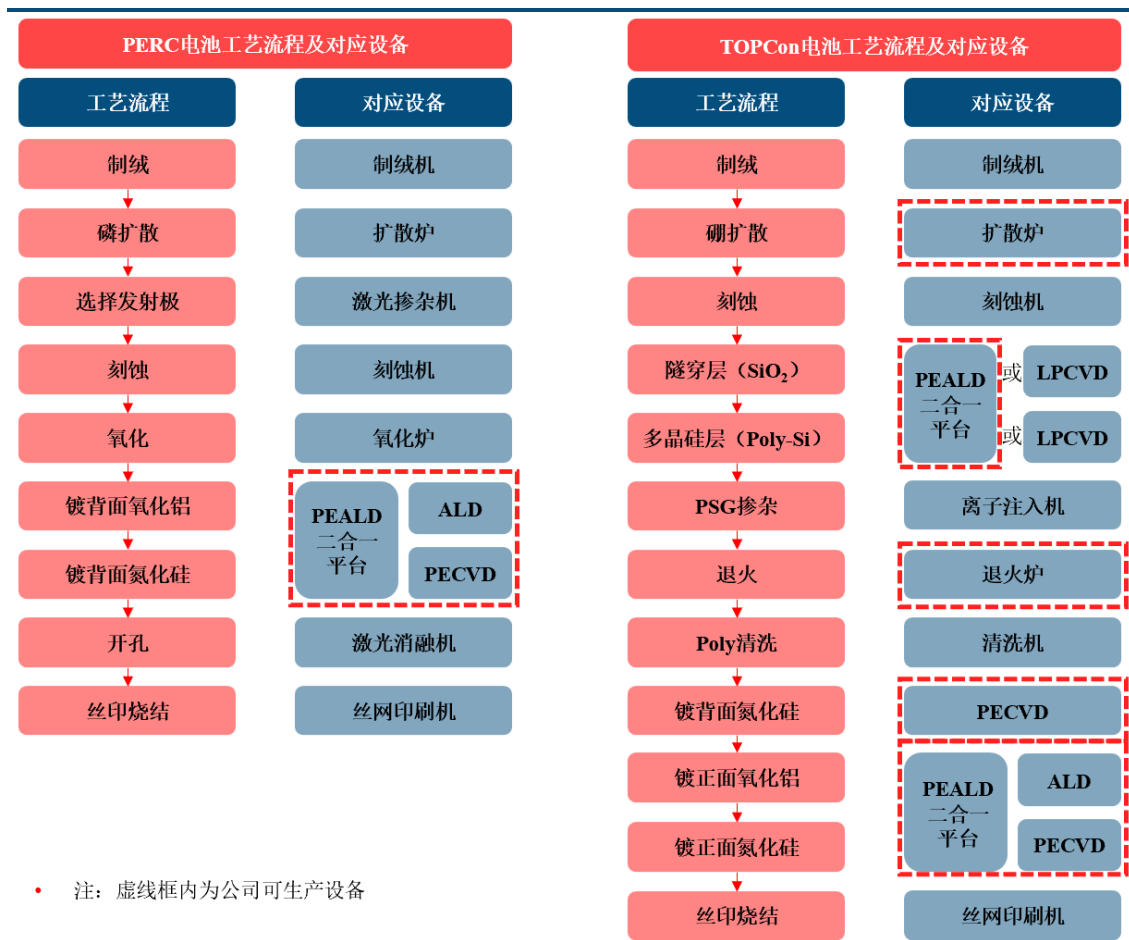 PERC电池工艺流程及对应设备
工艺流程
对应设备
制绒
制绒机
磷扩散
扩散炉
选择发射极
激光掺杂机
刻蚀
刻蚀机
氧化
氧化炉
镀背面氧化铝
镀背面氮化硅
PEALD
二合一
平台
ALD
PECVD
开孔
激光消融机
丝印烧结
丝网印刷机
• 注：虚线框内为公司可生产设备
TOPCon电池工艺流程及对应设备
工艺流程
对应设备
制绒
制绒机
硼扩散
扩散炉
刻蚀
刻蚀机
隧穿层（SiO₂）
多晶硅层（Poly-Si）
PEALD
二合一
平台
或 LPCVD
或 LPCVD
PSG掺杂
离子注入机
退火
退火炉
Poly清洗
清洗机
镀背面氮化硅
PECVD
镀正面氧化铝
镀正面氮化硅
PEALD
二合一
平台
ALD
PECVD
丝印烧结
丝网印刷机